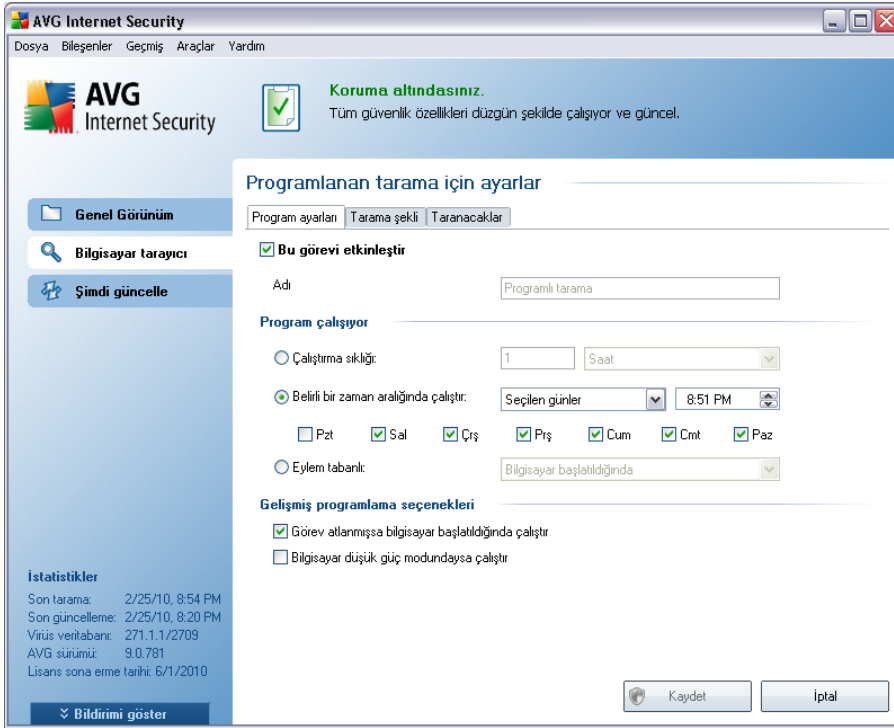 AVG Internet Security
Dosya Bileşenler Geçmiş Araçlar Yardım
AVG
Internet Security
Koruma altındasınız.
Tüm güvenlik özellikleri düzgün şekilde çalışıyor ve güncel.
Genel Görünüm
Bilgisayar tarayıcı
Şimdi güncelle
Programlanan tarama için ayarlar
Program ayarları Tarama şekli Taranacaklar
Bu görevi etkinleştir
Adı Programlı tarama
Program çalışıyor
Çalıştırma sıklığı: 1 Saat
Belirli bir zaman aralığında çalıştır: Seçilen günler 8:51 PM
Pzt Sal Çrş Prş Cum Cmt Paz
Eylem tabanlı: Bilgisayar başlatıldığında
Gelişmiş programlama seçenekleri
Görev atlanmışsa bilgisayar başlatıldığında çalıştır
Bilgisayar düşük güç modundaysa çalıştır
İstatistikler
Son tarama: 2/25/10, 8:54 PM
Son güncelleme: 2/25/10, 8:20 PM
Virüs veritabanı: 271.1.1/2709
AVG sürümü: 9.0.781
Lisans sona erme tarihi: 6/1/2010
Bildirimi göster
Kaydet İptal